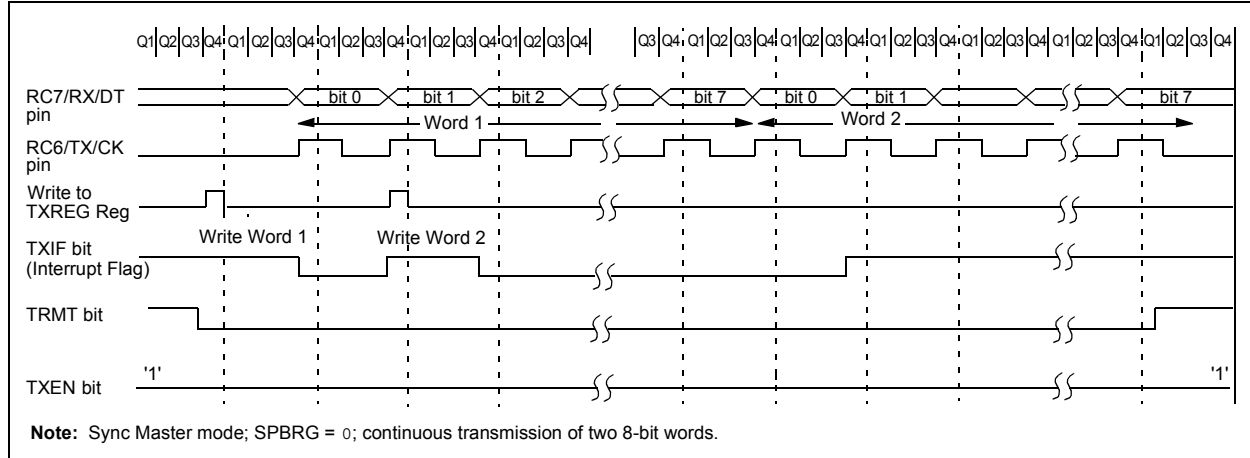 Q1 Q2 Q3 Q4 Q1 Q2 Q3 Q4 Q1 Q2 Q3 Q4 Q1 Q2 Q3 Q4 Q1 Q2 Q3 Q4 Q3 Q4 Q1 Q2 Q3 Q4 Q1 Q2 Q3 Q4 Q1 Q2 Q3 Q4 Q1 Q2 Q3 Q4 Q1 Q2 Q3 Q4 Q1 Q2 Q3 Q4
RC7/RX/DT
pin
bit 0 bit 1 bit 2 bit 7 bit 0 bit 1 bit 7
Word 1 Word 2
RC6/TX/CK
pin
Write to
TXREG Reg
Write Word 1 Write Word 2
TXIF bit
(Interrupt Flag)
TRMT bit
TXEN bit '1' '1'
Note: Sync Master mode; SPBRG = 0; continuous transmission of two 8-bit words.